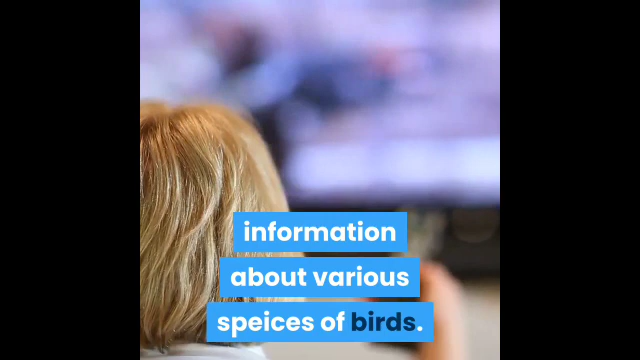 information
about various
speices of birds.